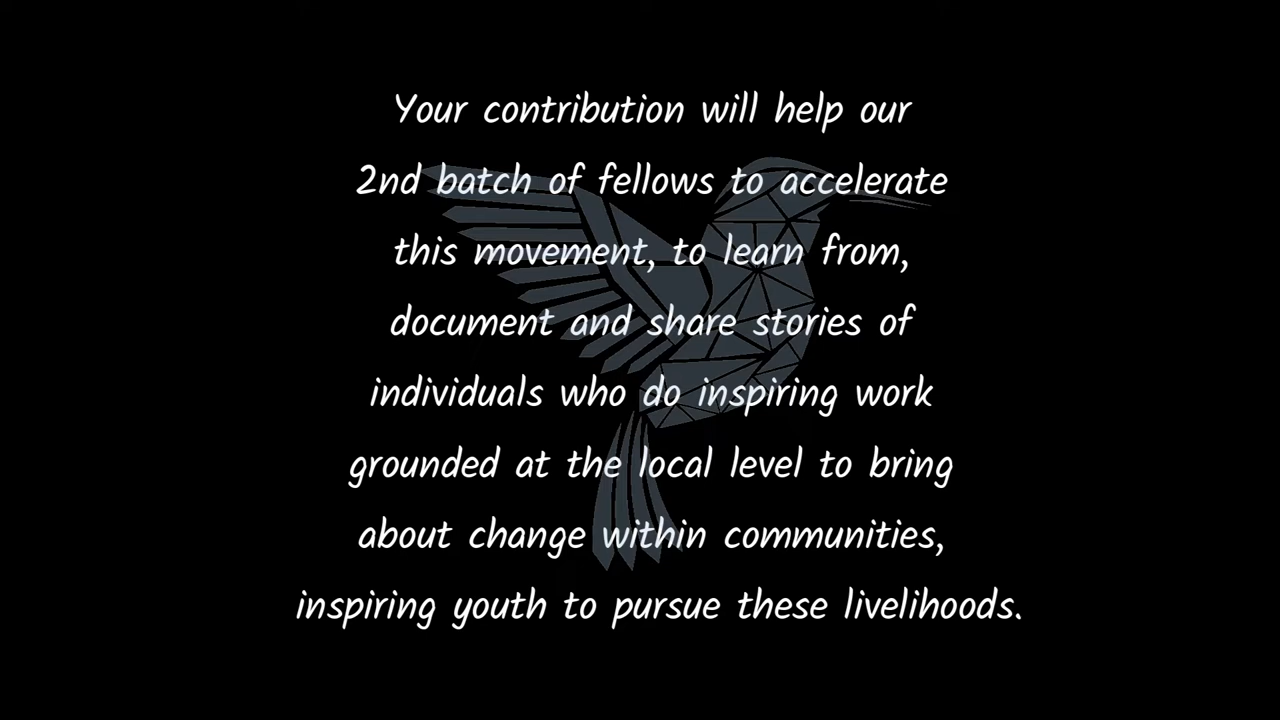 Your contribution will help our
2nd batch of fellows to accelerate
this movement, to learn from,
document and share stories of
individuals who do inspiring work
grounded at the local level to bring
about change within communities,
inspiring youth to pursue these livelihoods.